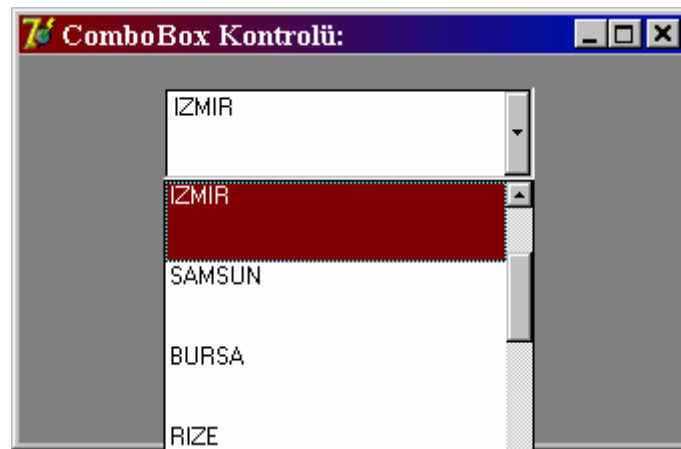 ComboBox Kontrolü:
IZMIR
IZMIR
SAMSUN
BURSA
RIZE